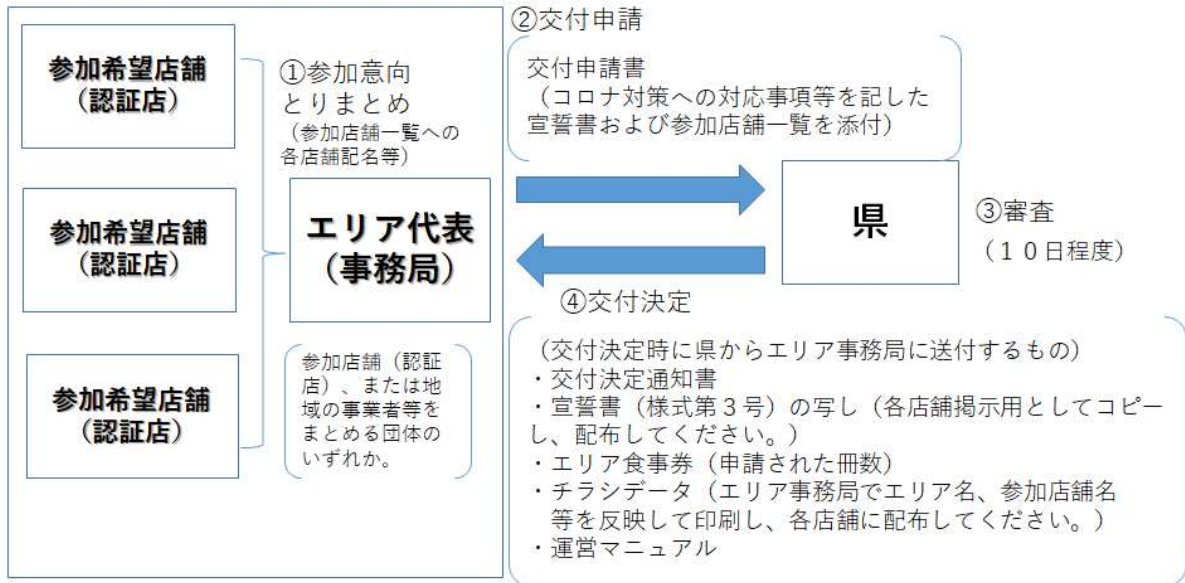 参加希望店舗
（認証店）
参加希望店舗
（認証店）
参加希望店舗
（認証店）
①参加意向
とりまとめ
（参加店舗一覧への
各店舗記名等）
エリア代表
（事務局）
参加店舗（認証
店）、または地
域の事業者等を
まとめる団体の
いずれか。
②交付申請
交付申請書
（コロナ対策への対応事項等を記した
宣誓書および参加店舗一覧を添付）
県
③審査
（１０日程度）
④交付決定
（交付決定時に県からエリア事務局に送付するもの）
・交付決定通知書
・宣誓書（様式第３号）の写し（各店舗掲示用としてコピー
し、配布してください。）
・エリア食事券（申請された冊数）
・チラシデータ（エリア事務局でエリア名、参加店舗名
等を反映して印刷し、各店舗に配布してください。）
・運営マニュアル